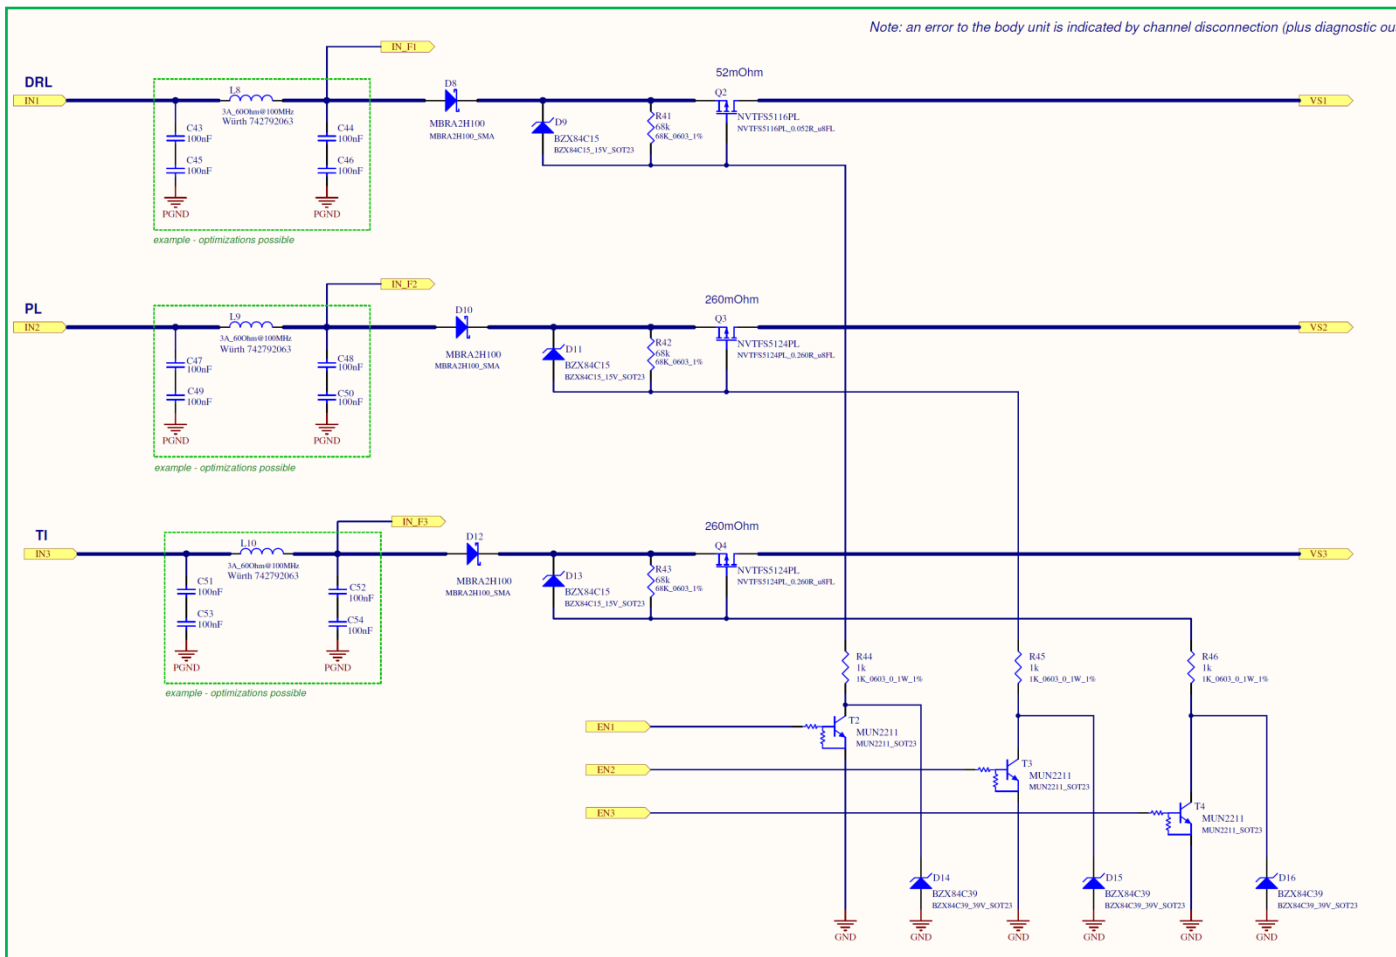 Note: an error to the body unit is indicated by channel disconnection (plus diagnostic ou
IN_F1
DRL
IN1
L8
3A_60Ohm@100MHz
Würth 742792063
C43
100nF
C44
100nF
C45
100nF
C46
100nF
PGND
PGND
example - optimizations possible
D8
MBRA2H100
MBRA2H100_SMA
D9
BZX84C15
BZX84C15_15V_SOT23
R41
68k
68K_0603_1%
52mOhm
Q2
NVTFS5116PL
NVTFS5116PL_0.052R_u8FL
VS1
IN_F2
PL
IN2
L9
3A_60Ohm@100MHz
Würth 742792063
C47
100nF
C48
100nF
C49
100nF
C50
100nF
PGND
PGND
example - optimizations possible
D10
MBRA2H100
MBRA2H100_SMA
D11
BZX84C15
BZX84C15_15V_SOT23
R42
68k
68K_0603_1%
260mOhm
Q3
NVTFS5124PL
NVTFS5124PL_0.260R_u8FL
VS2
IN_F3
TI
IN3
L10
3A_60Ohm@100MHz
Würth 742792063
C51
100nF
C52
100nF
C53
100nF
C54
100nF
PGND
PGND
example - optimizations possible
D12
MBRA2H100
MBRA2H100_SMA
D13
BZX84C15
BZX84C15_15V_SOT23
R43
68k
68K_0603_1%
260mOhm
Q4
NVTFS5124PL
NVTFS5124PL_0.260R_u8FL
VS3
R44
1k
1K_0603_0_1W_1%
R45
1k
1K_0603_0_1W_1%
R46
1k
1K_0603_0_1W_1%
EN1
T2
MUN2211
MUN2211_SOT23
EN2
T3
MUN2211
MUN2211_SOT23
EN3
T4
MUN2211
MUN2211_SOT23
D14
BZX84C39
BZX84C39_39V_SOT23
D15
BZX84C39
BZX84C39_39V_SOT23
D16
BZX84C39
BZX84C39_39V_SOT23
GND
GND
GND
GND
GND
GND